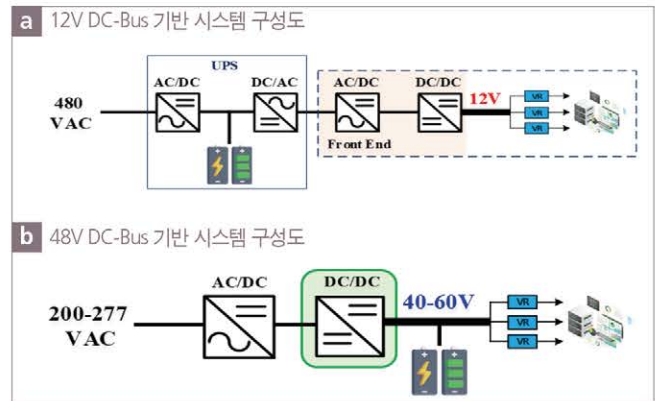 a 12V DC-Bus 기반 시스템 구성도
UPS
AC/DC DC/AC AC/DC DC/DC
480
VAC
12V
VR
VR
VR
Front End
b 48V DC-Bus 기반 시스템 구성도
AC/DC DC/DC
200-277
VAC
40-60V
VR
VR
VR